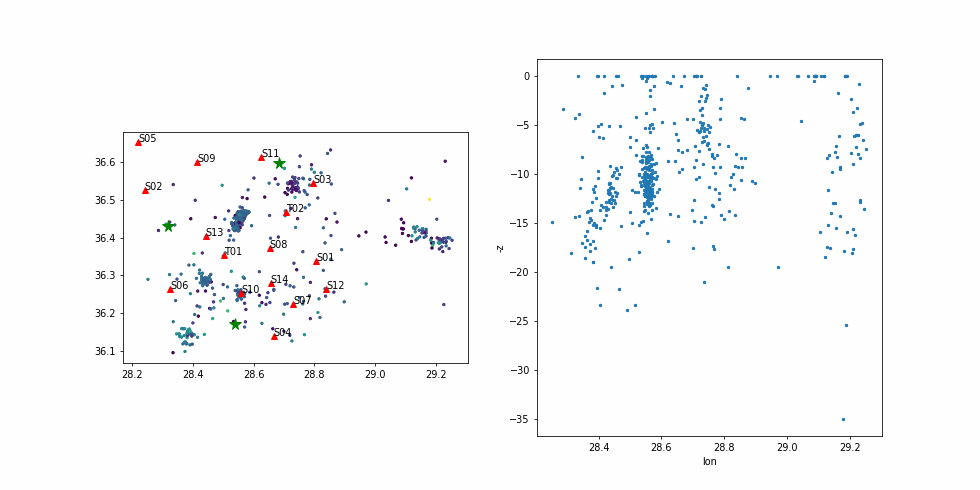 S05
S09
S11
36.6
S02
S03
36.5
T02
S13
36.4
S08
T01
S01
36.3
S14
S06
S10
S12
S07
36.2
S04
36.1
28.2 28.4 28.6 28.8 29.0 29.2
0
−5
−10
−15
−z
−20
−25
−30
−35
28.4 28.6 28.8 29.0 29.2
lon